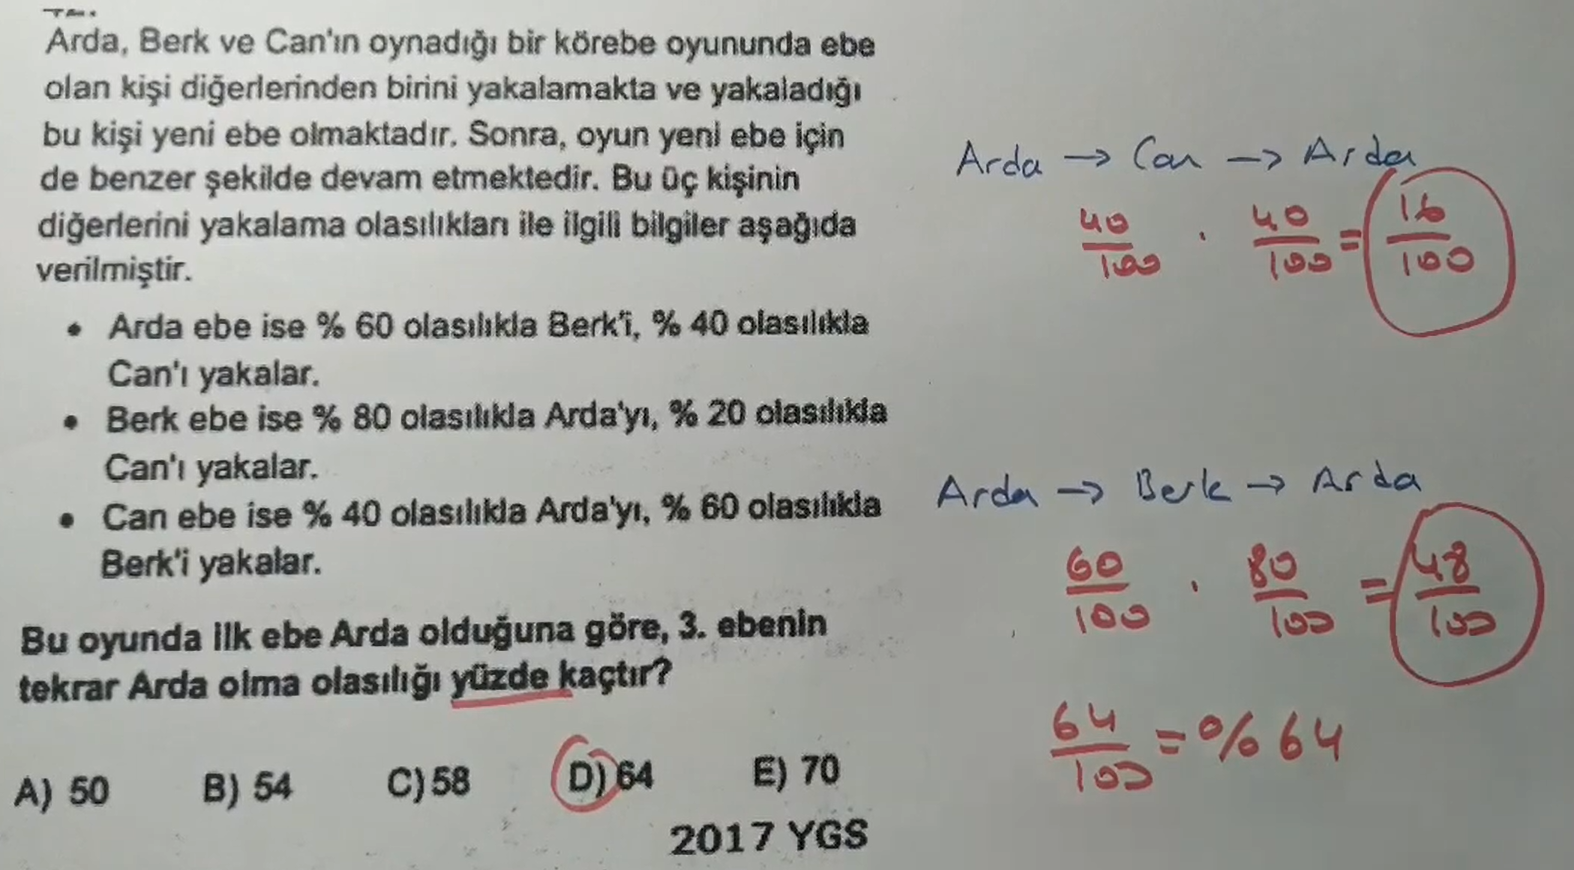 Arda, Berk ve Can'ın oynadığı bir körebe oyununda ebe
olan kişi diğerlerinden birini yakalamakta ve yakaladığı
bu kişi yeni ebe olmaktadır. Sonra, oyun yeni ebe için
de benzer şekilde devam etmektedir. Bu üç kişinin
diğerlerini yakalama olasılıkları ile ilgili bilgiler aşağıda
verilmiştir.
• Arda ebe ise % 60 olasılıkla Berk'i, % 40 olasılıkla
Can'ı yakalar.
• Berk ebe ise % 80 olasılıkla Arda'yı, % 20 olasılıkla
Can'ı yakalar.
• Can ebe ise % 40 olasılıkla Arda'yı, % 60 olasılıkla
Berk'i yakalar.
Bu oyunda ilk ebe Arda olduğuna göre, 3. ebenin
tekrar Arda olma olasılığı yüzde kaçtır?
A) 50 B) 54 C) 58 D) 64 E) 70
2017 YGS
Arda → Can → Arda
40/100 . 40/100 = 16/100
Arda → Berk → Arda
60/100 . 80/100 = 48/100
64/100 = %64